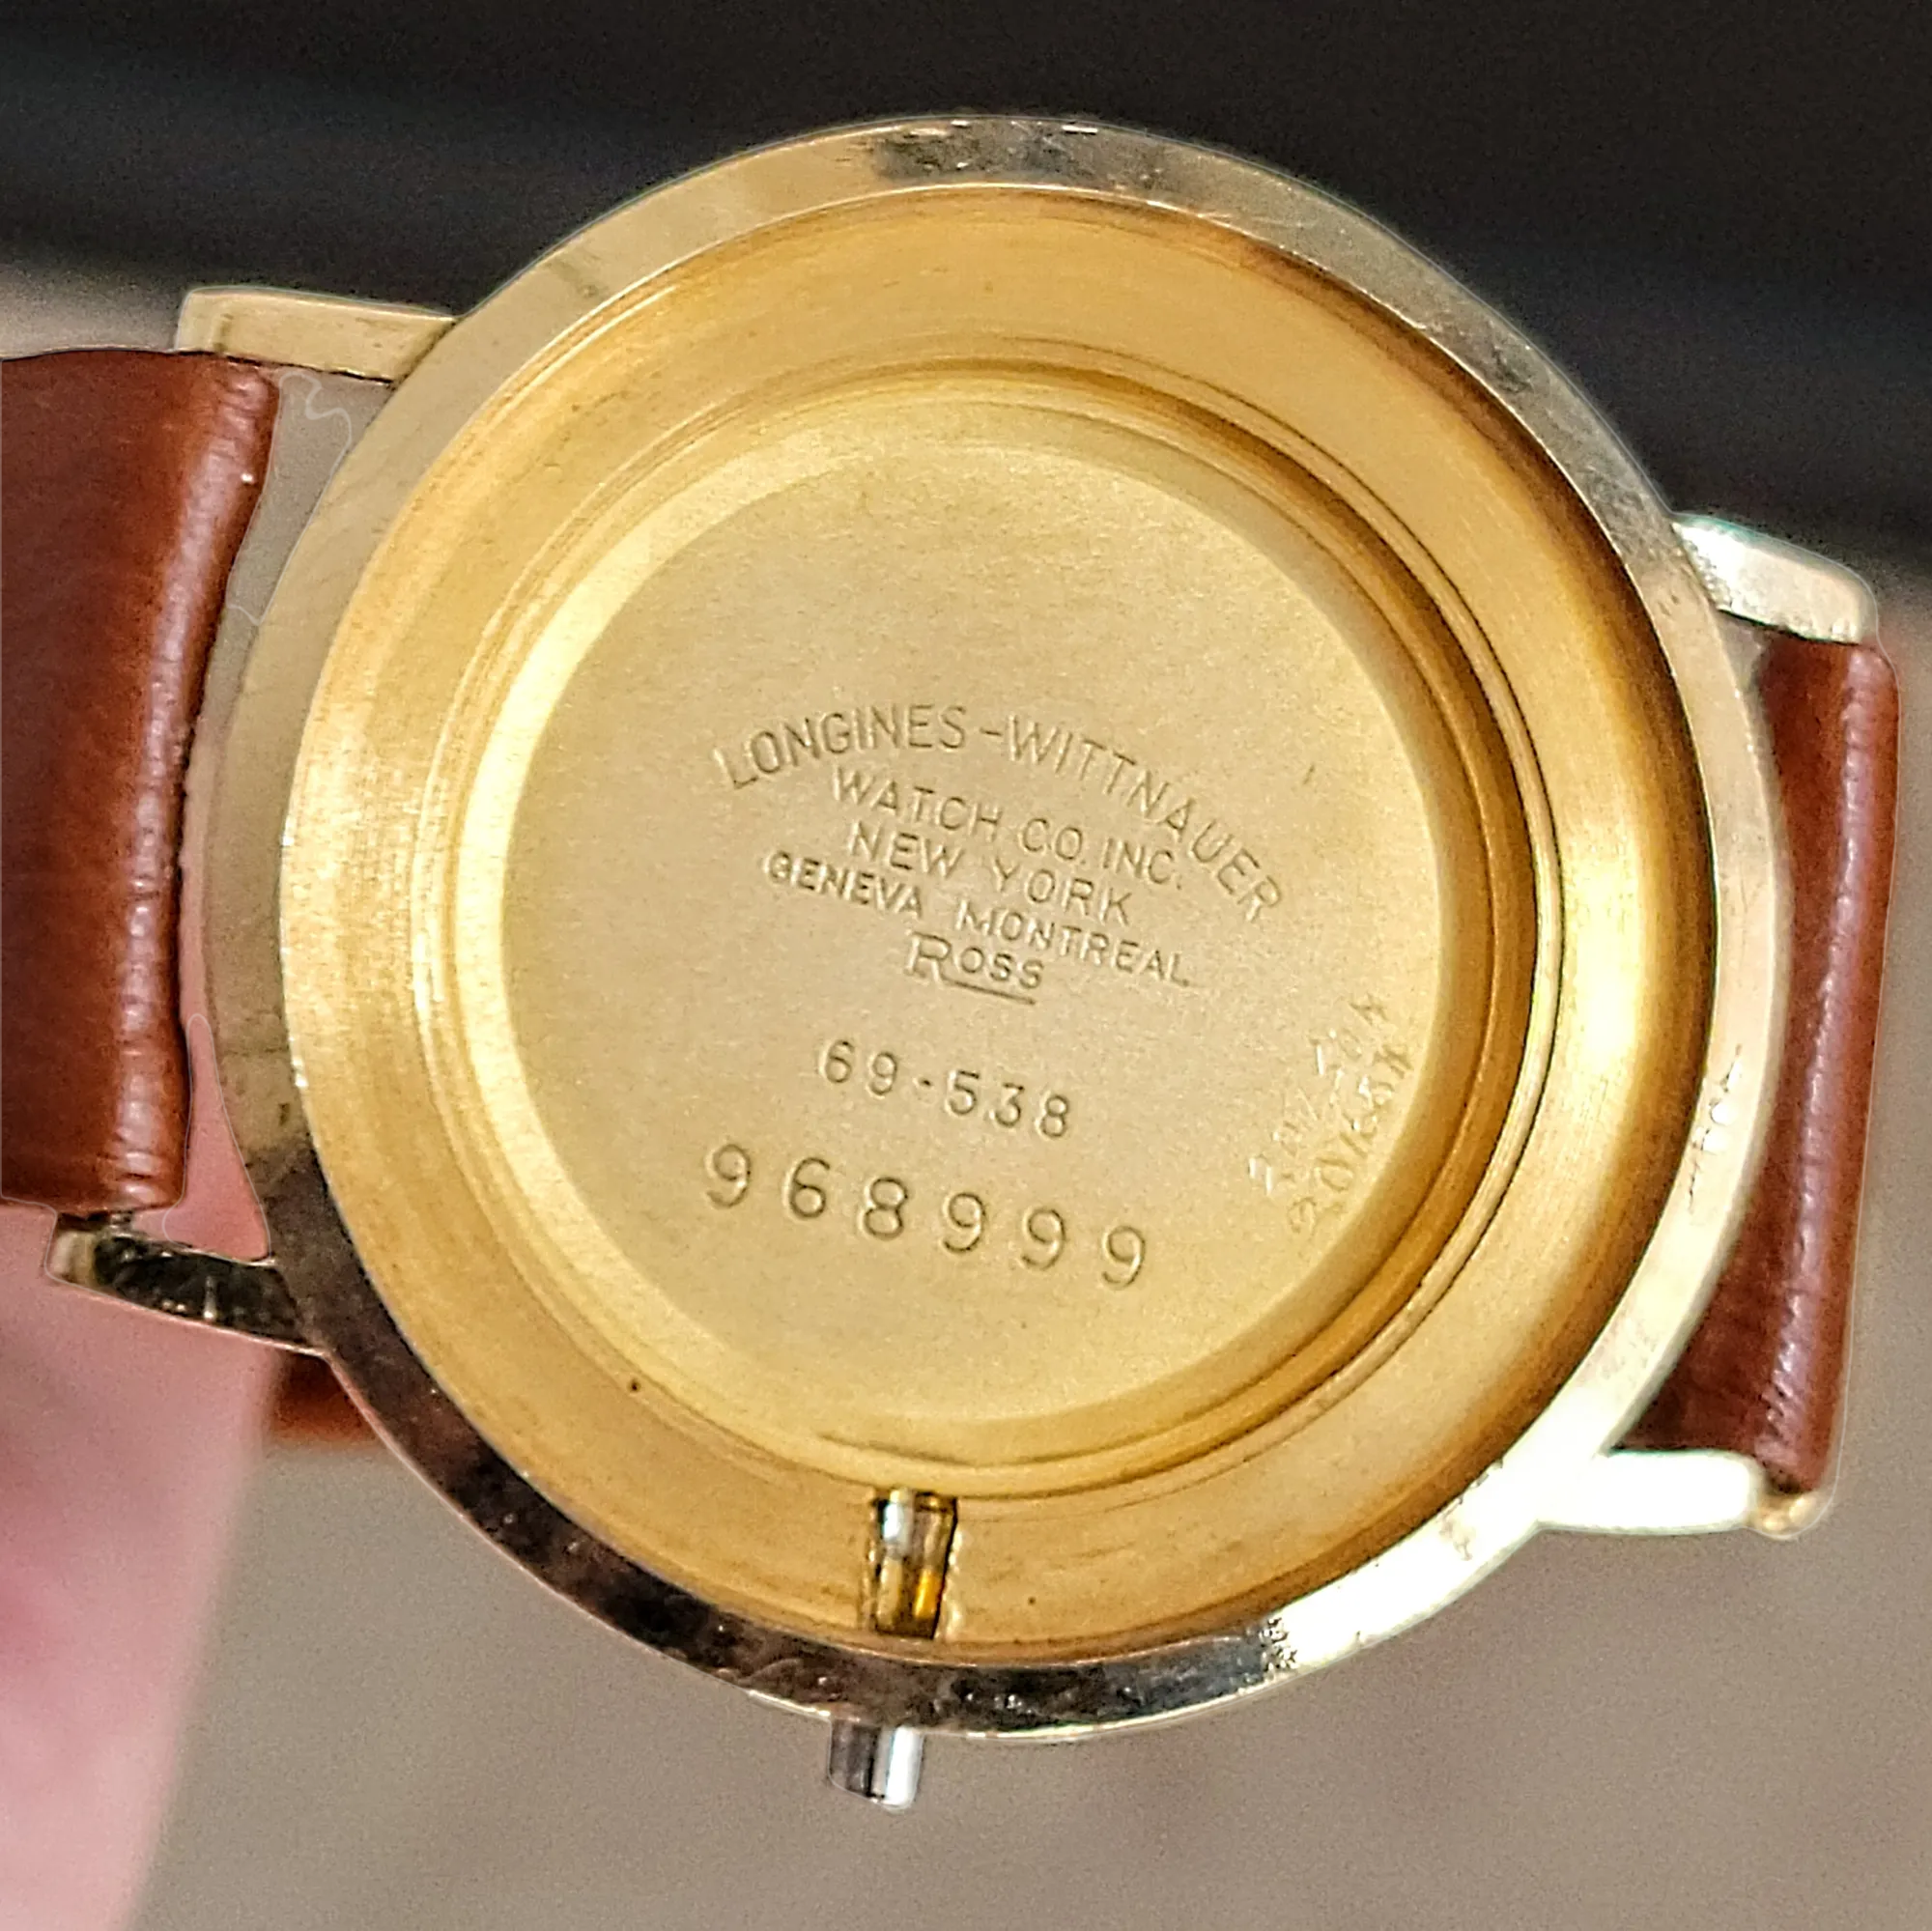 LONGINES-WITTNAUER
WATCH CO. INC.
NEW YORK
GENEVA MONTREAL
ROSS
69-538
968999